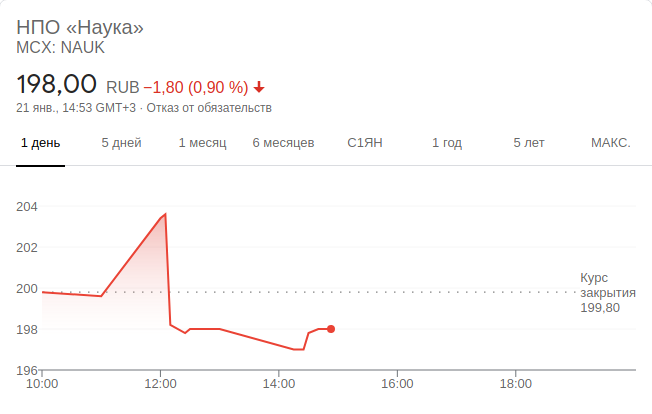 НПО «Наука»
MCX: NAUK
198,00 RUB −1,80 (0,90 %)
21 янв., 14:53 GMT+3 · Отказ от обязательств
1 день 5 дней 1 месяц 6 месяцев С1ЯН 1 год 5 лет МАКС.
204
202
200
198
196
Курс
закрытия
199,80
10:00 12:00 14:00 16:00 18:00